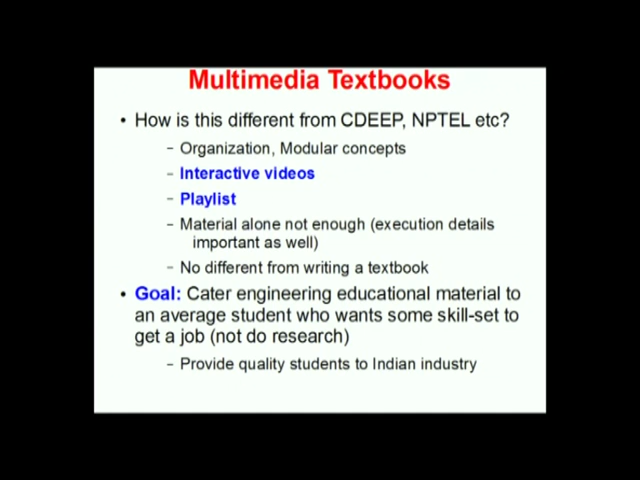 Multimedia Textbooks
• How is this different from CDEEP, NPTEL etc?
– Organization, Modular concepts
– Interactive videos
– Playlist
– Material alone not enough (execution details
important as well)
– No different from writing a textbook
• Goal: Cater engineering educational material to
an average student who wants some skill-set to
get a job (not do research)
– Provide quality students to Indian industry